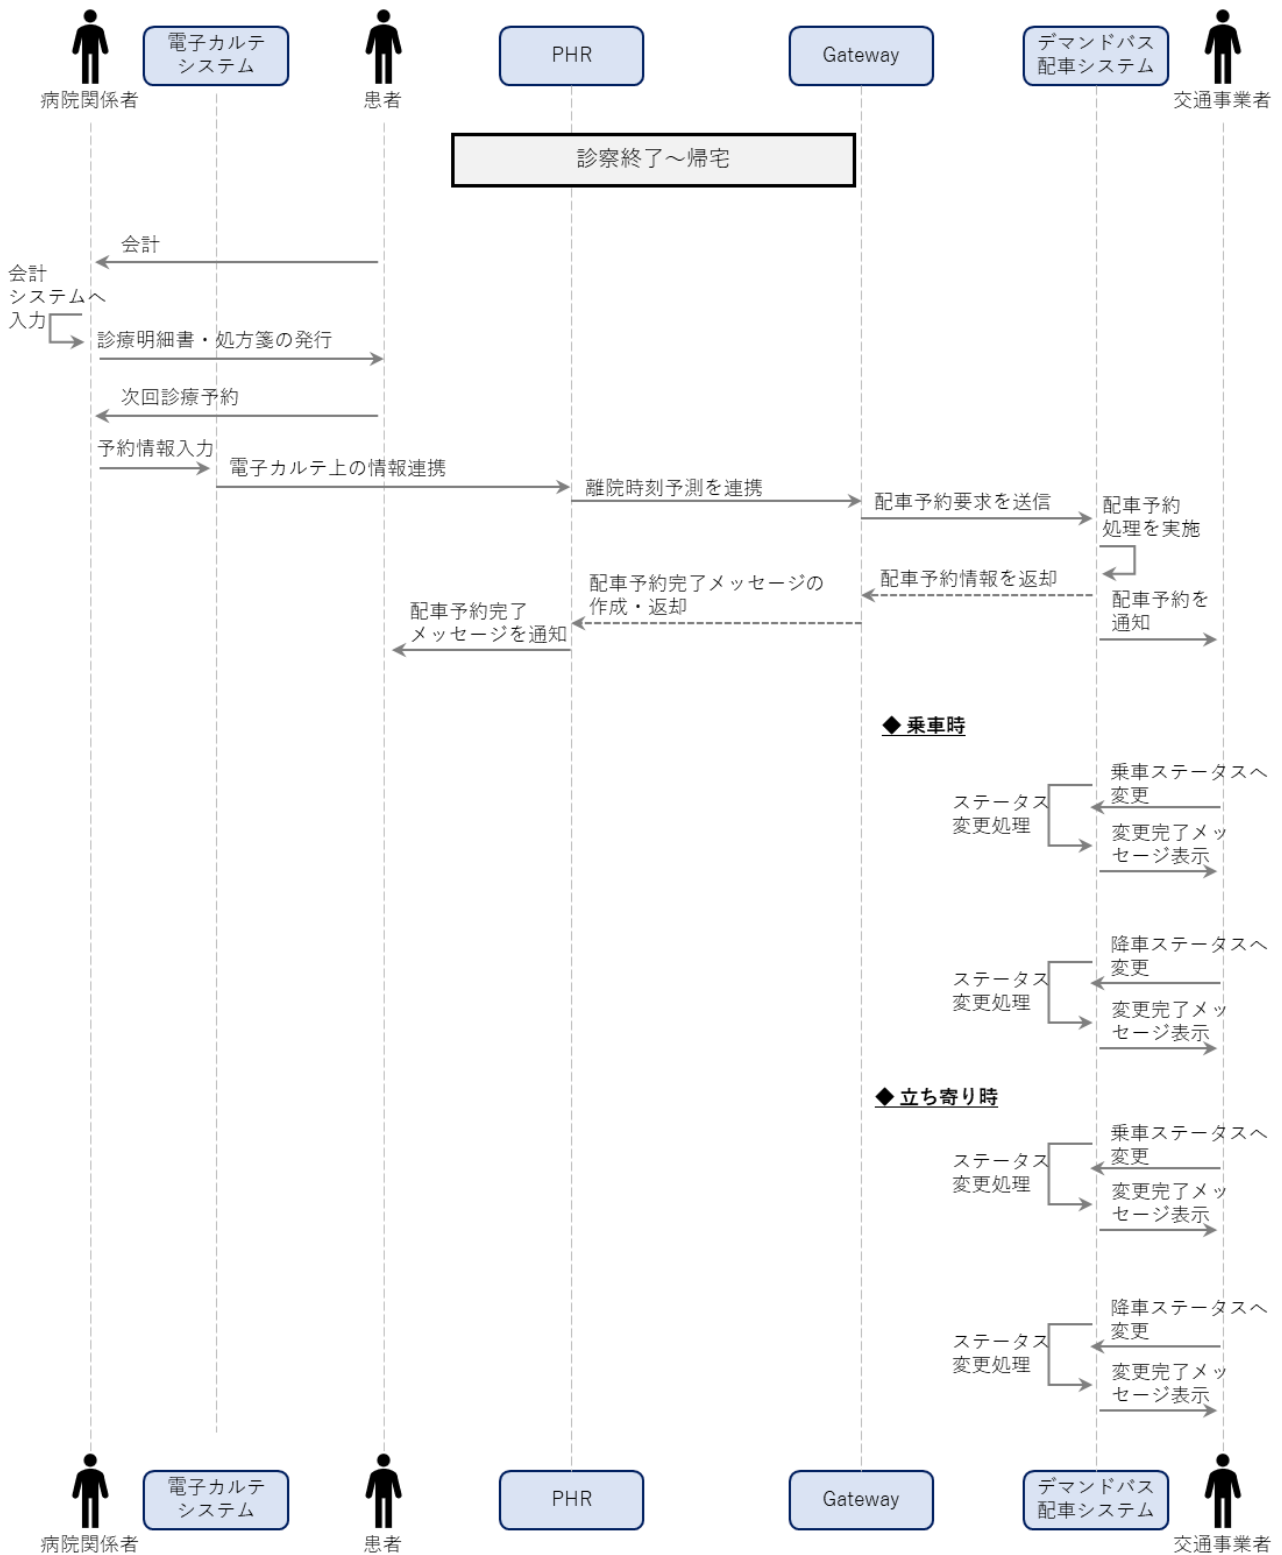 電子カルテ
システム
PHR
Gateway
デマンドバス
配車システム
病院関係者
患者
交通事業者
診察終了～帰宅
会計
会計
システムへ
入力
診療明細書・処方箋の発行
次回診療予約
予約情報入力
電子カルテ上の情報連携
離院時刻予測を連携
配車予約要求を送信
配車予約
処理を実施
配車予約情報を返却
配車予約完了メッセージの
作成・返却
配車予約を
通知
配車予約完了
メッセージを通知
◆ 乗車時
乗車ステータスへ
変更
ステータス
変更処理
変更完了メッ
セージ表示
降車ステータスへ
変更
ステータス
変更処理
変更完了メッ
セージ表示
◆ 立ち寄り時
乗車ステータスへ
変更
ステータス
変更処理
変更完了メッ
セージ表示
降車ステータスへ
変更
ステータス
変更処理
変更完了メッ
セージ表示
電子カルテ
システム
PHR
Gateway
デマンドバス
配車システム
病院関係者
患者
交通事業者